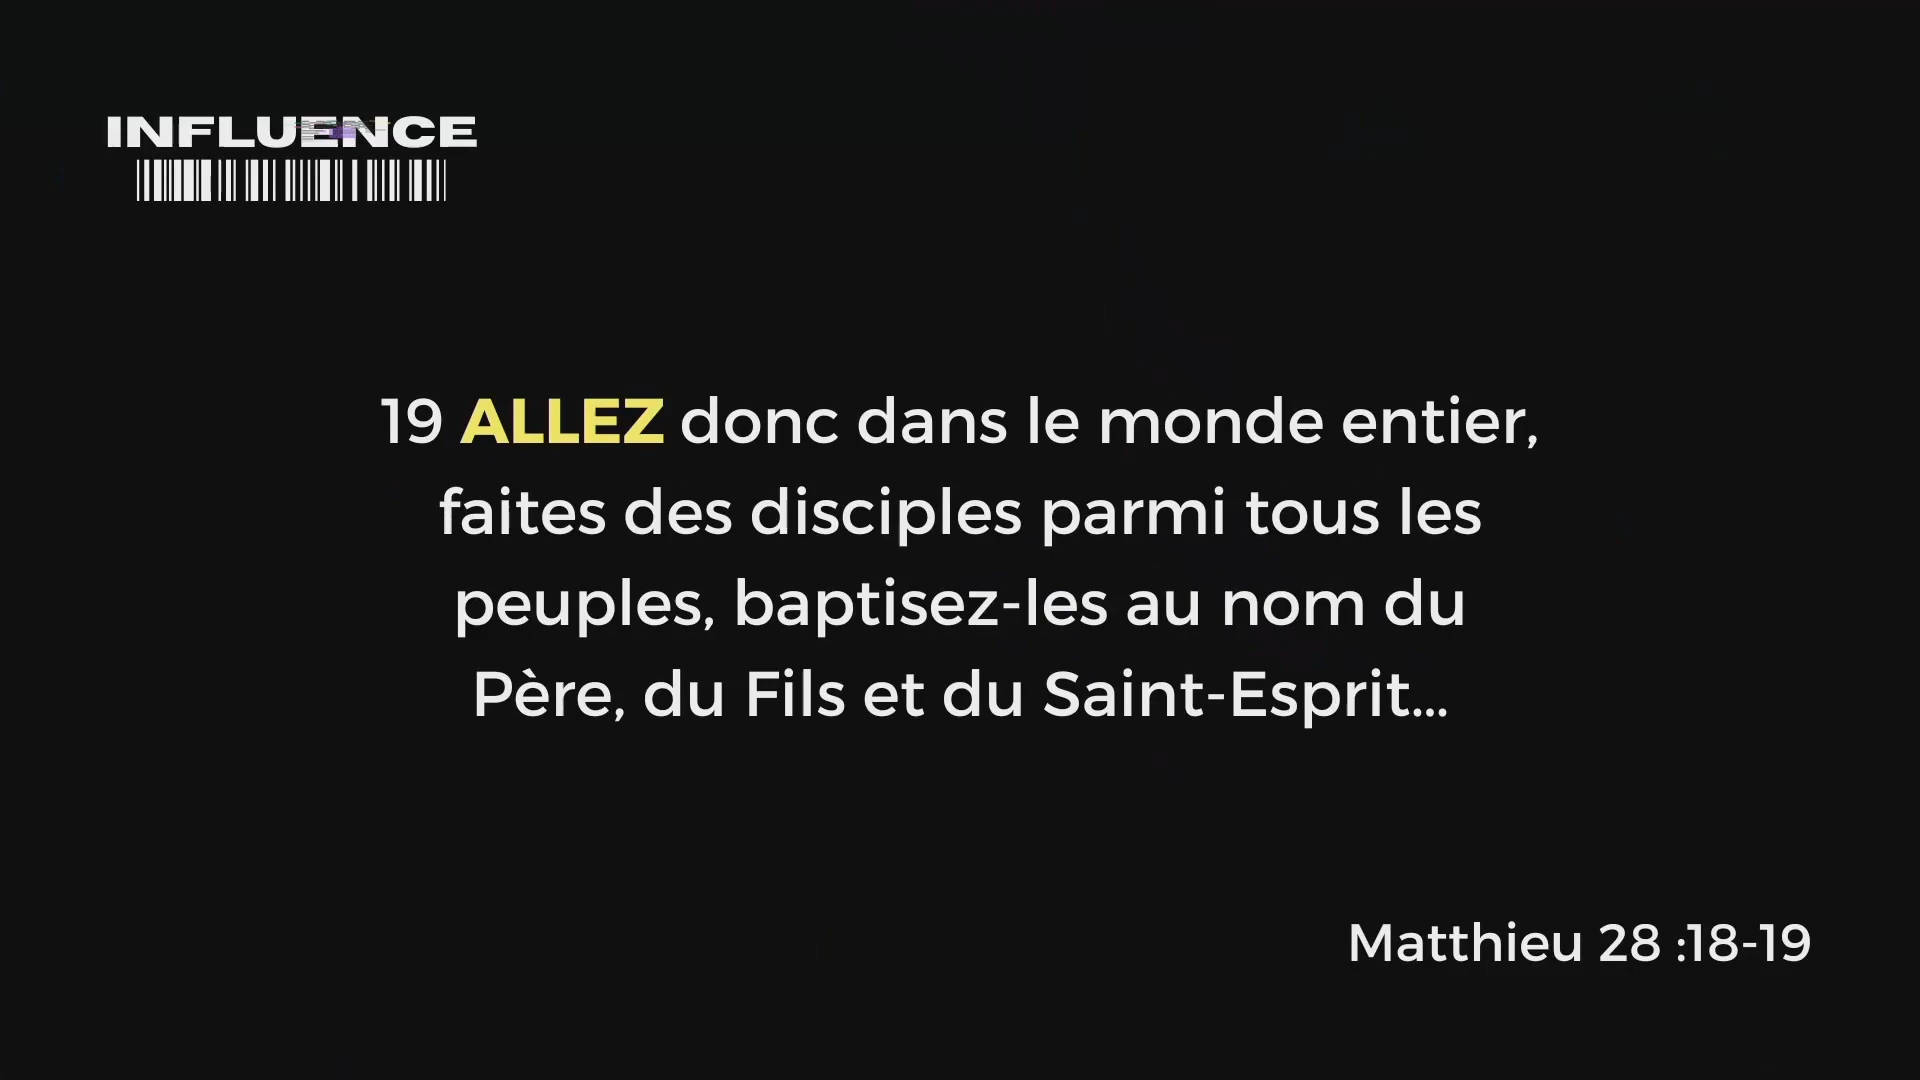 INFLUENCE
19 ALLEZ donc dans le monde entier,
faites des disciples parmi tous les
peuples, baptisez-les au nom du
Père, du Fils et du Saint-Esprit...
Matthieu 28 :18-19